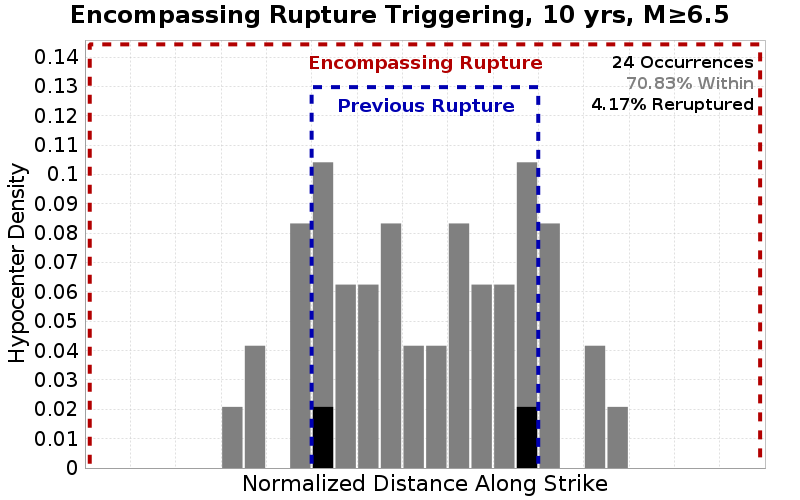 Encompassing Rupture Triggering, 10 yrs, M≥6.5
Encompassing Rupture
Previous Rupture
24 Occurrences
70.83% Within
4.17% Reruptured
Hypocenter Density
0.14
0.13
0.12
0.11
0.1
0.09
0.08
0.07
0.06
0.05
0.04
0.03
0.02
0.01
0
Normalized Distance Along Strike